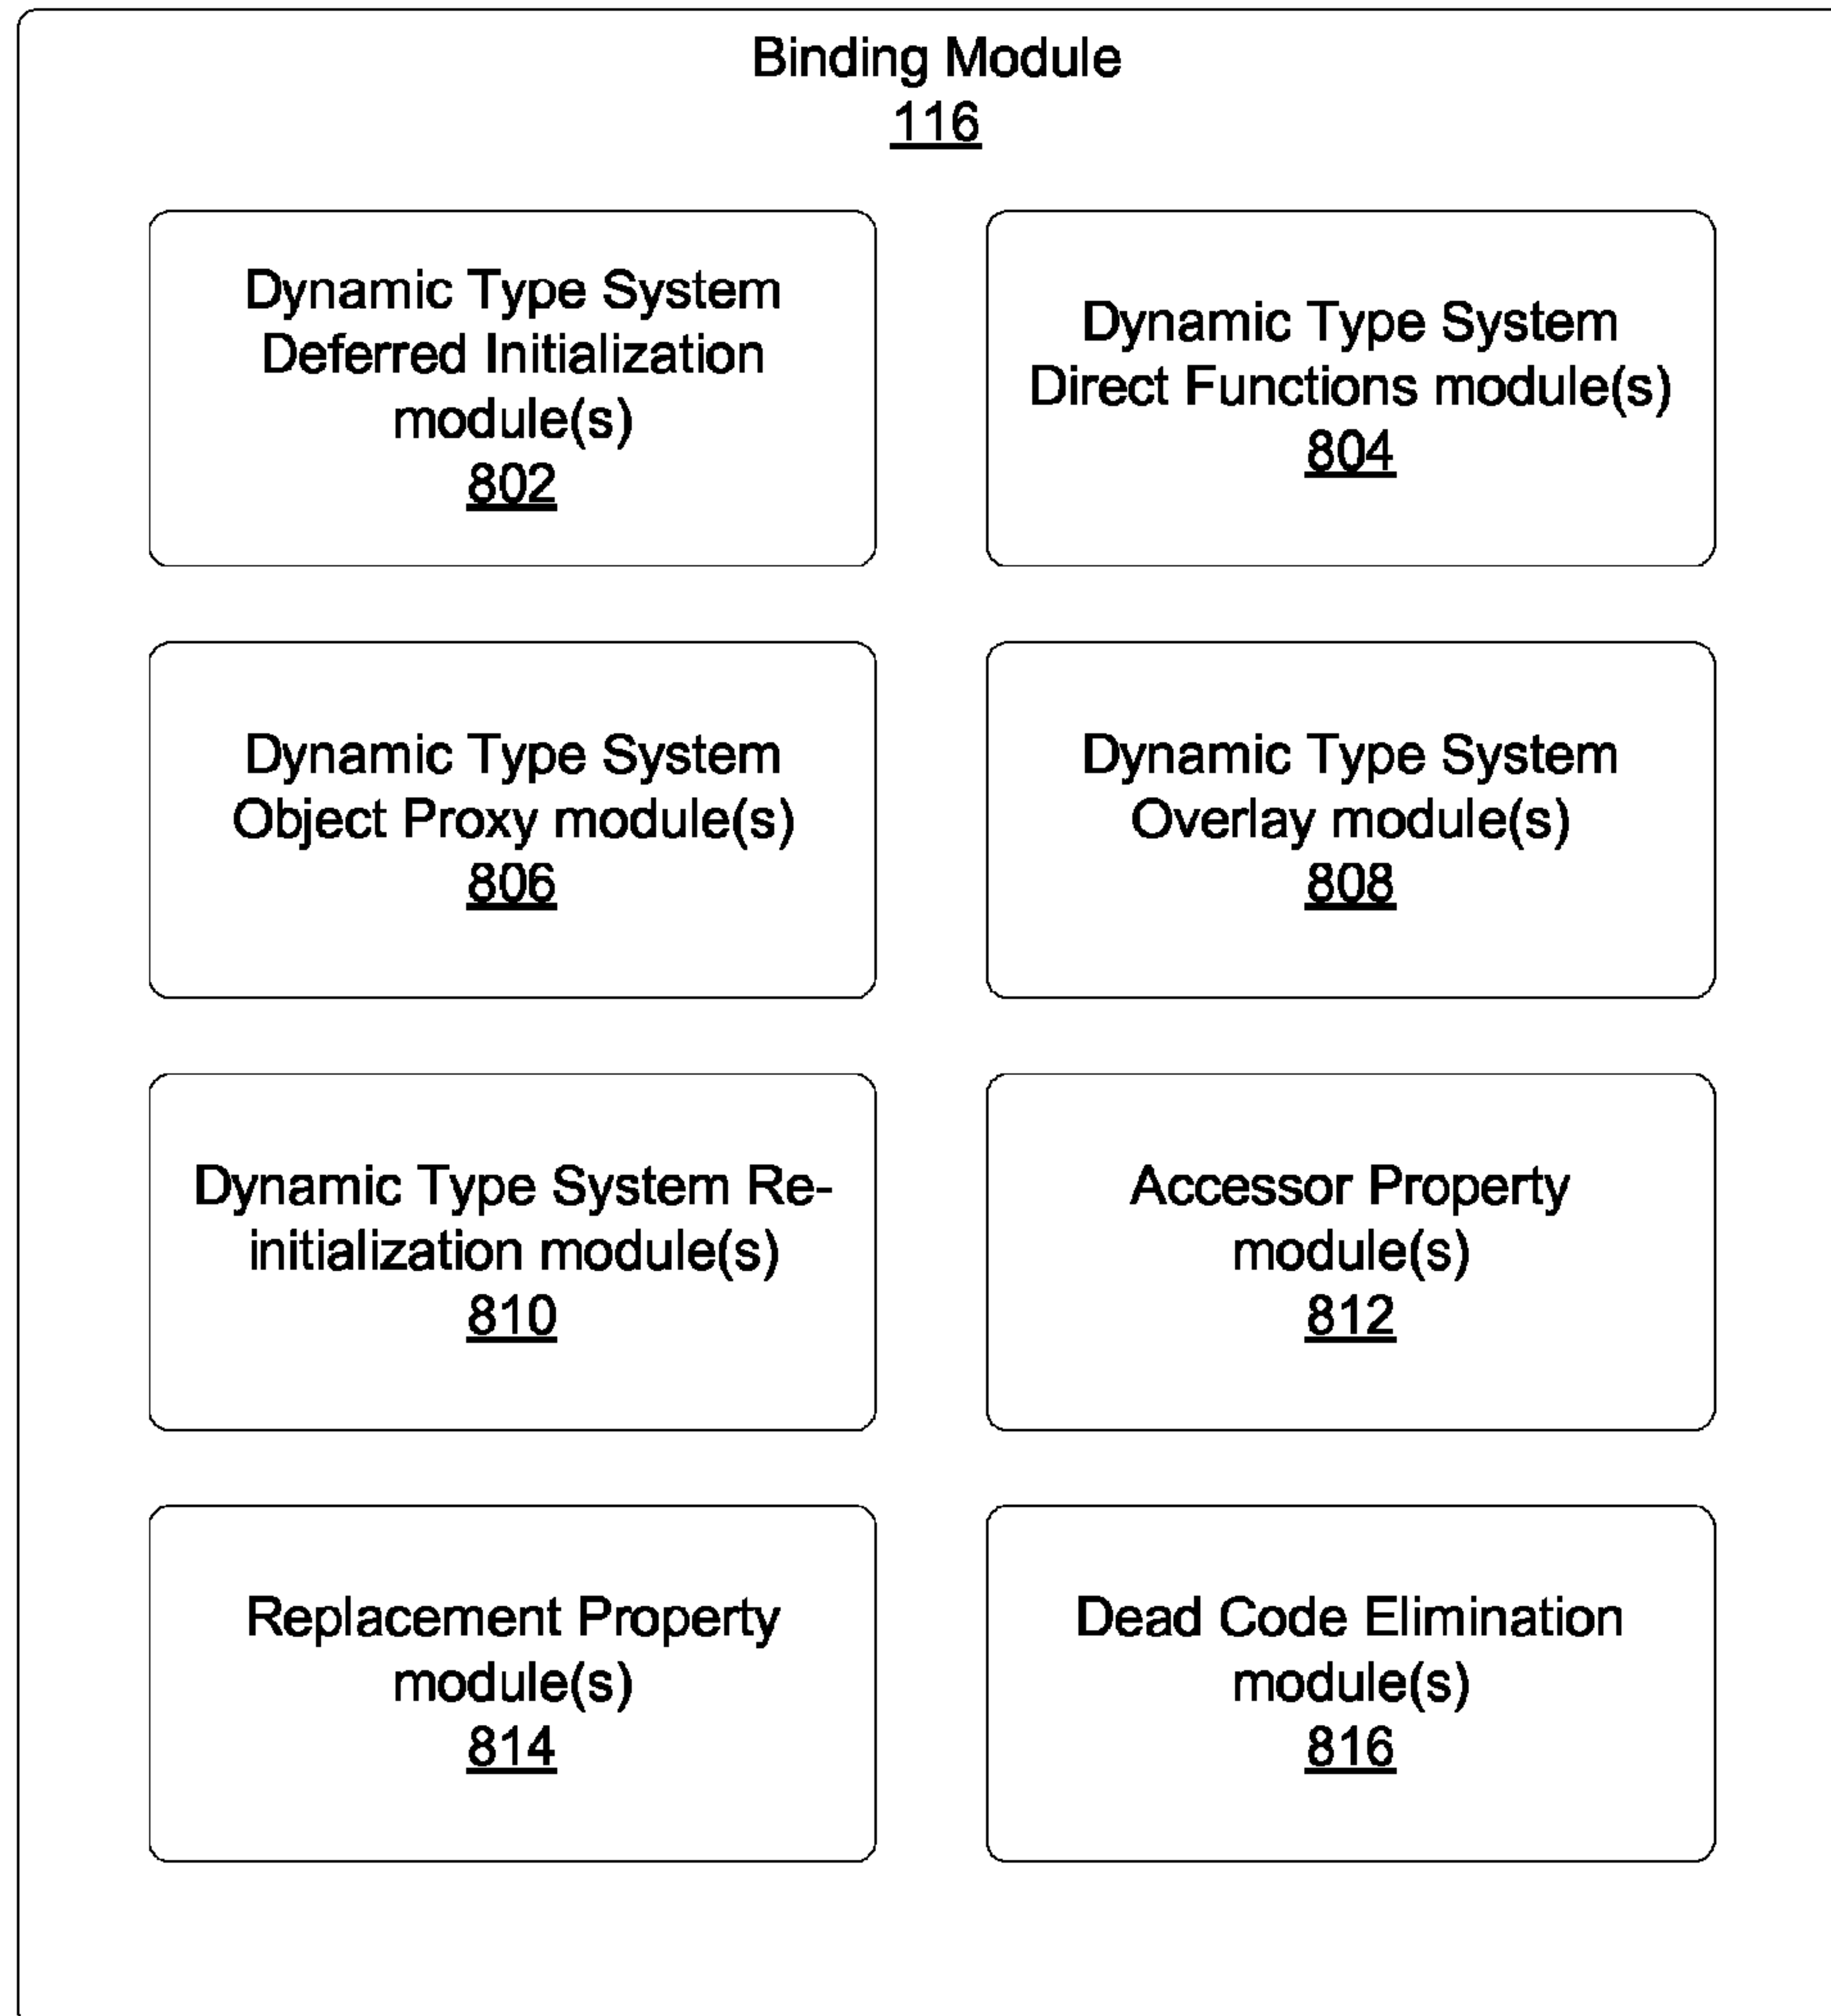 Binding Module
116
Dynamic Type System
Deferred Initialization
module(s)
802
Dynamic Type System
Direct Functions module(s)
804
Dynamic Type System
Object Proxy module(s)
806
Dynamic Type System
Overlay module(s)
808
Dynamic Type System Re-
initialization module(s)
810
Accessor Property
module(s)
812
Replacement Property
module(s)
814
Dead Code Elimination
module(s)
816